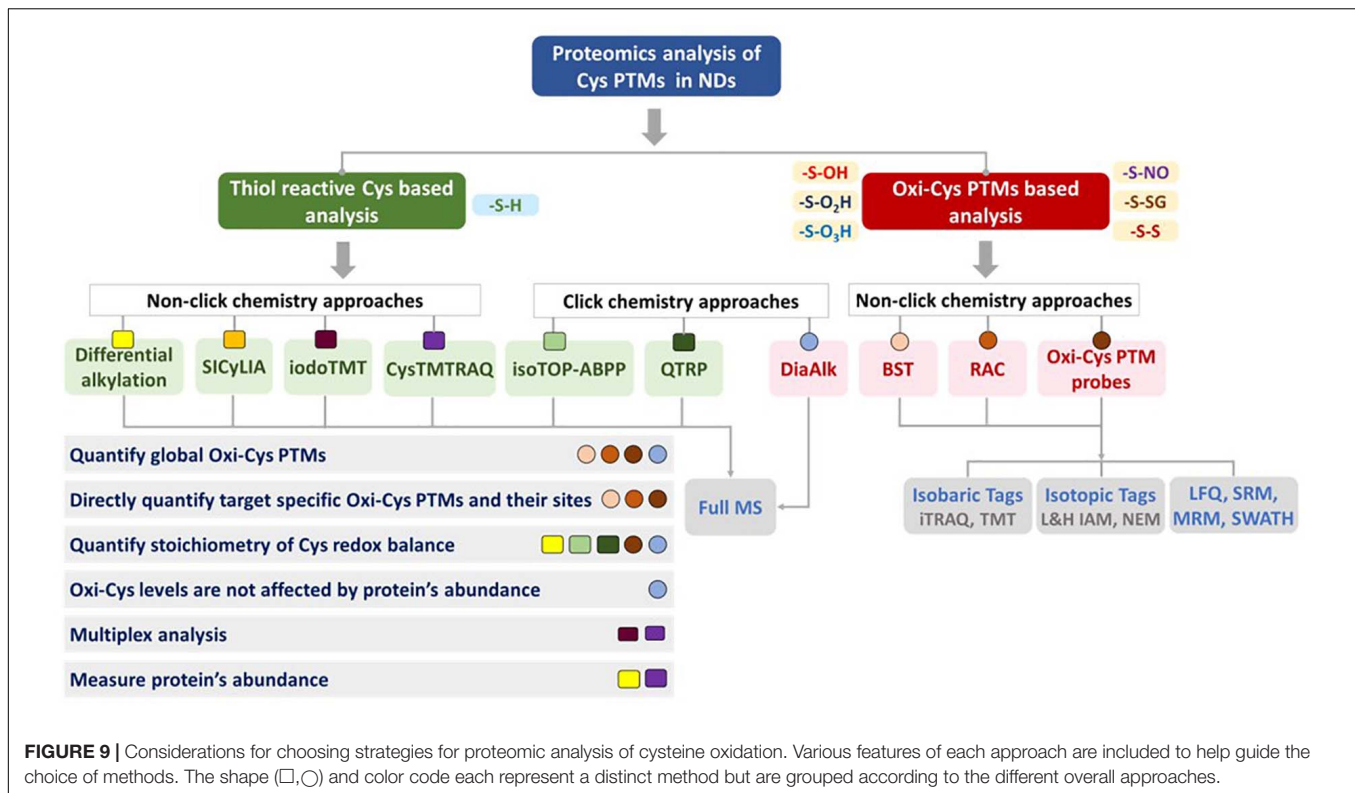 Proteomics analysis of
Cys PTMs in NDs
Thiol reactive Cys based
analysis
-S-H
-S-OH
-S-O₂H
-S-O₃H
Oxi-Cys PTMs based
analysis
-S-NO
-S-SG
-S-S
Non-click chemistry approaches
Click chemistry approaches
Non-click chemistry approaches
Differential
alkylation
SICyLIA
iodoTMT
CysTMTRAQ
isoTOP-ABPP
QTRP
DiaAlk
BST
RAC
Oxi-Cys PTM
probes
Quantify global Oxi-Cys PTMs
Directly quantify target specific Oxi-Cys PTMs and their sites
Quantify stoichiometry of Cys redox balance
Oxi-Cys levels are not affected by protein’s abundance
Multiplex analysis
Measure protein’s abundance
Full MS
Isobaric Tags
iTRAQ, TMT
Isotopic Tags
L&H IAM, NEM
LFQ, SRM,
MRM, SWATH
FIGURE 9 | Considerations for choosing strategies for proteomic analysis of cysteine oxidation. Various features of each approach are included to help guide the
choice of methods. The shape (□,○) and color code each represent a distinct method but are grouped according to the different overall approaches.